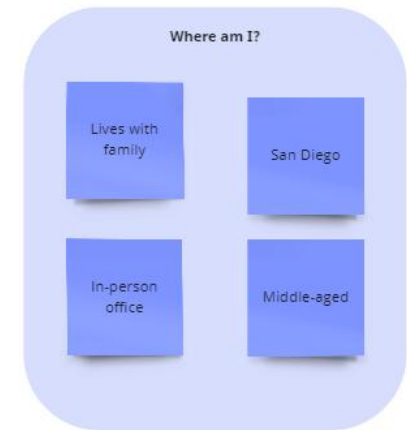 Where am I?
Lives with
family
San Diego
In-person
office
Middle-aged